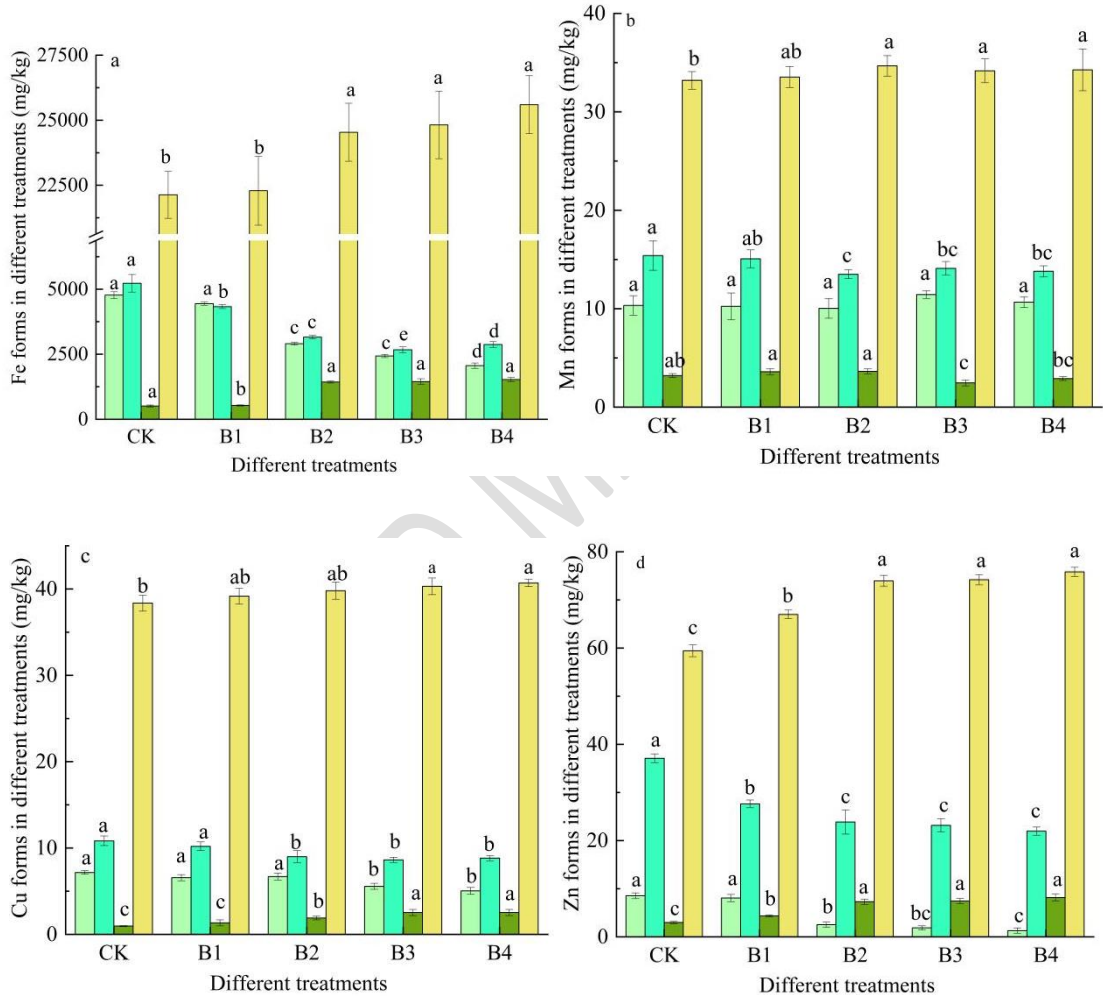 a
Fe forms in different treatments (mg/kg)
27500
25000
22500
5000
2500
0
b
b
a
a
a
a
a
a
b
c
c
c
e
d
d
b
b
a
a
a
CK
B1
B2
B3
B4
Different treatments
b
Mn forms in different treatments (mg/kg)
40
30
20
10
0
b
ab
a
a
a
a
ab
c
bc
bc
a
a
a
a
a
ab
a
a
c
bc
CK
B1
B2
B3
B4
Different treatments
c
Cu forms in different treatments (mg/kg)
40
30
20
10
0
b
ab
ab
a
a
a
a
b
b
b
a
a
a
b
b
c
c
b
a
a
CK
B1
B2
B3
B4
Different treatments
d
Zn forms in different treatments (mg/kg)
80
60
40
20
0
c
b
a
a
a
a
b
c
c
c
a
a
b
bc
c
c
b
a
a
a
CK
B1
B2
B3
B4
Different treatments